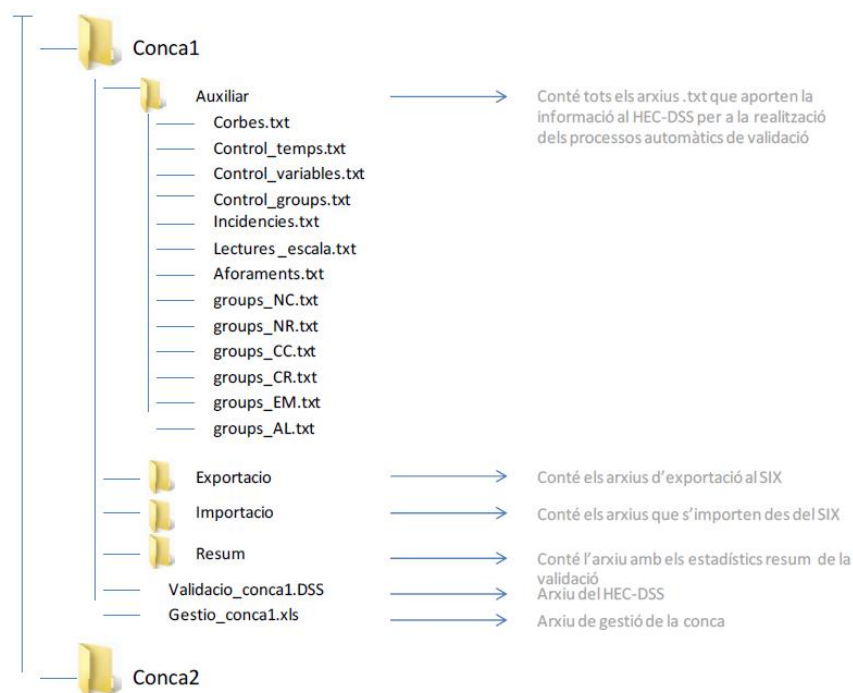 Conca1
Auxiliar
Conté tots els arxius .txt que aporten la
informació al HEC-DSS per a la realització
dels processos automàtics de validació
Corbes.txt
Control_temps.txt
Control_variables.txt
Control_groups.txt
Incidencies.txt
Lectures_escala.txt
Aforaments.txt
groups_NC.txt
groups_NR.txt
groups_CC.txt
groups_CR.txt
groups_EM.txt
groups_AL.txt
Exportacio
Conté els arxius d'exportació al SIX
Importacio
Conté els arxius que s'importen des del SIX
Resum
Conté l'arxiu amb els estadístics resum de la
validació
Validacio_conca1.DSS
Arxiu del HEC-DSS
Gestio_conca1.xls
Arxiu de gestió de la conca
Conca2